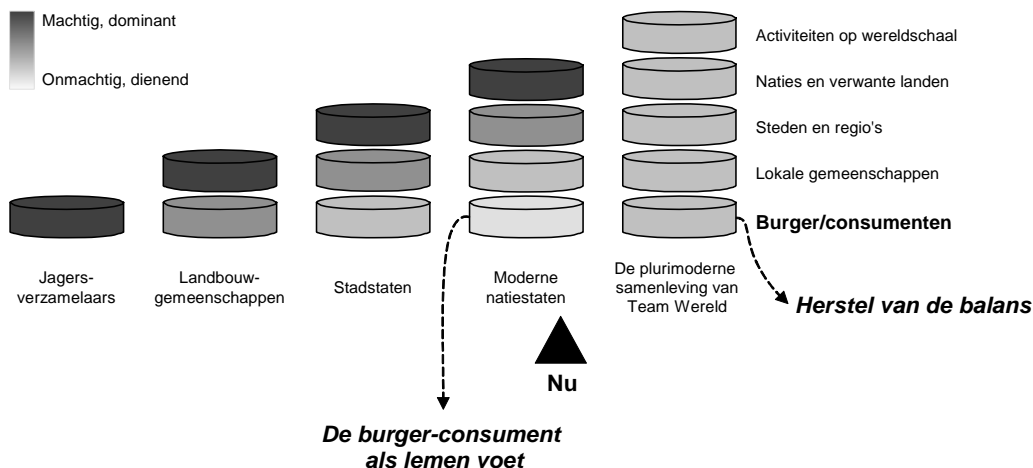 Machtig, dominant
Onmachtig, dienend
Activiteiten op wereldschaal
Naties en verwante landen
Steden en regio's
Lokale gemeenschappen
Burger/consumenten
Jagers-
verzamelaars
Landbouw-
gemeenschappen
Stadstaten
Moderne
natiestaten
De plurimoderne
samenleving van
Team Wereld
Herstel van de balans
Nu
De burger-consument
als lemen voet